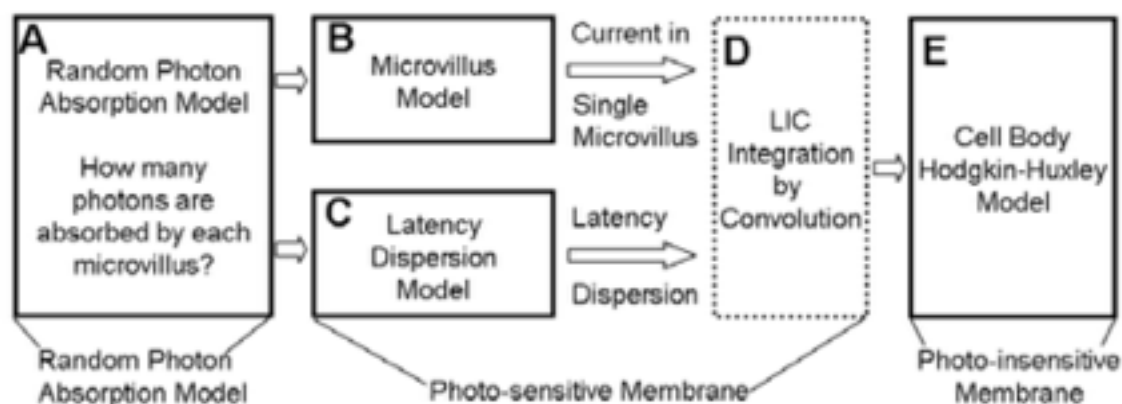 A
Random Photon
Absorption Model
How many
photons are
absorbed by each
microvillus?
B
Microvillus
Model
C
Latency
Dispersion
Model
Current in
Single
Microvillus
Latency
Dispersion
D
LIC
Integration
by
Convolution
E
Cell Body
Hodgkin-Huxley
Model
Random Photon
Absorption Model
Photo-sensitive Membrane
Photo-insensitive
Membrane